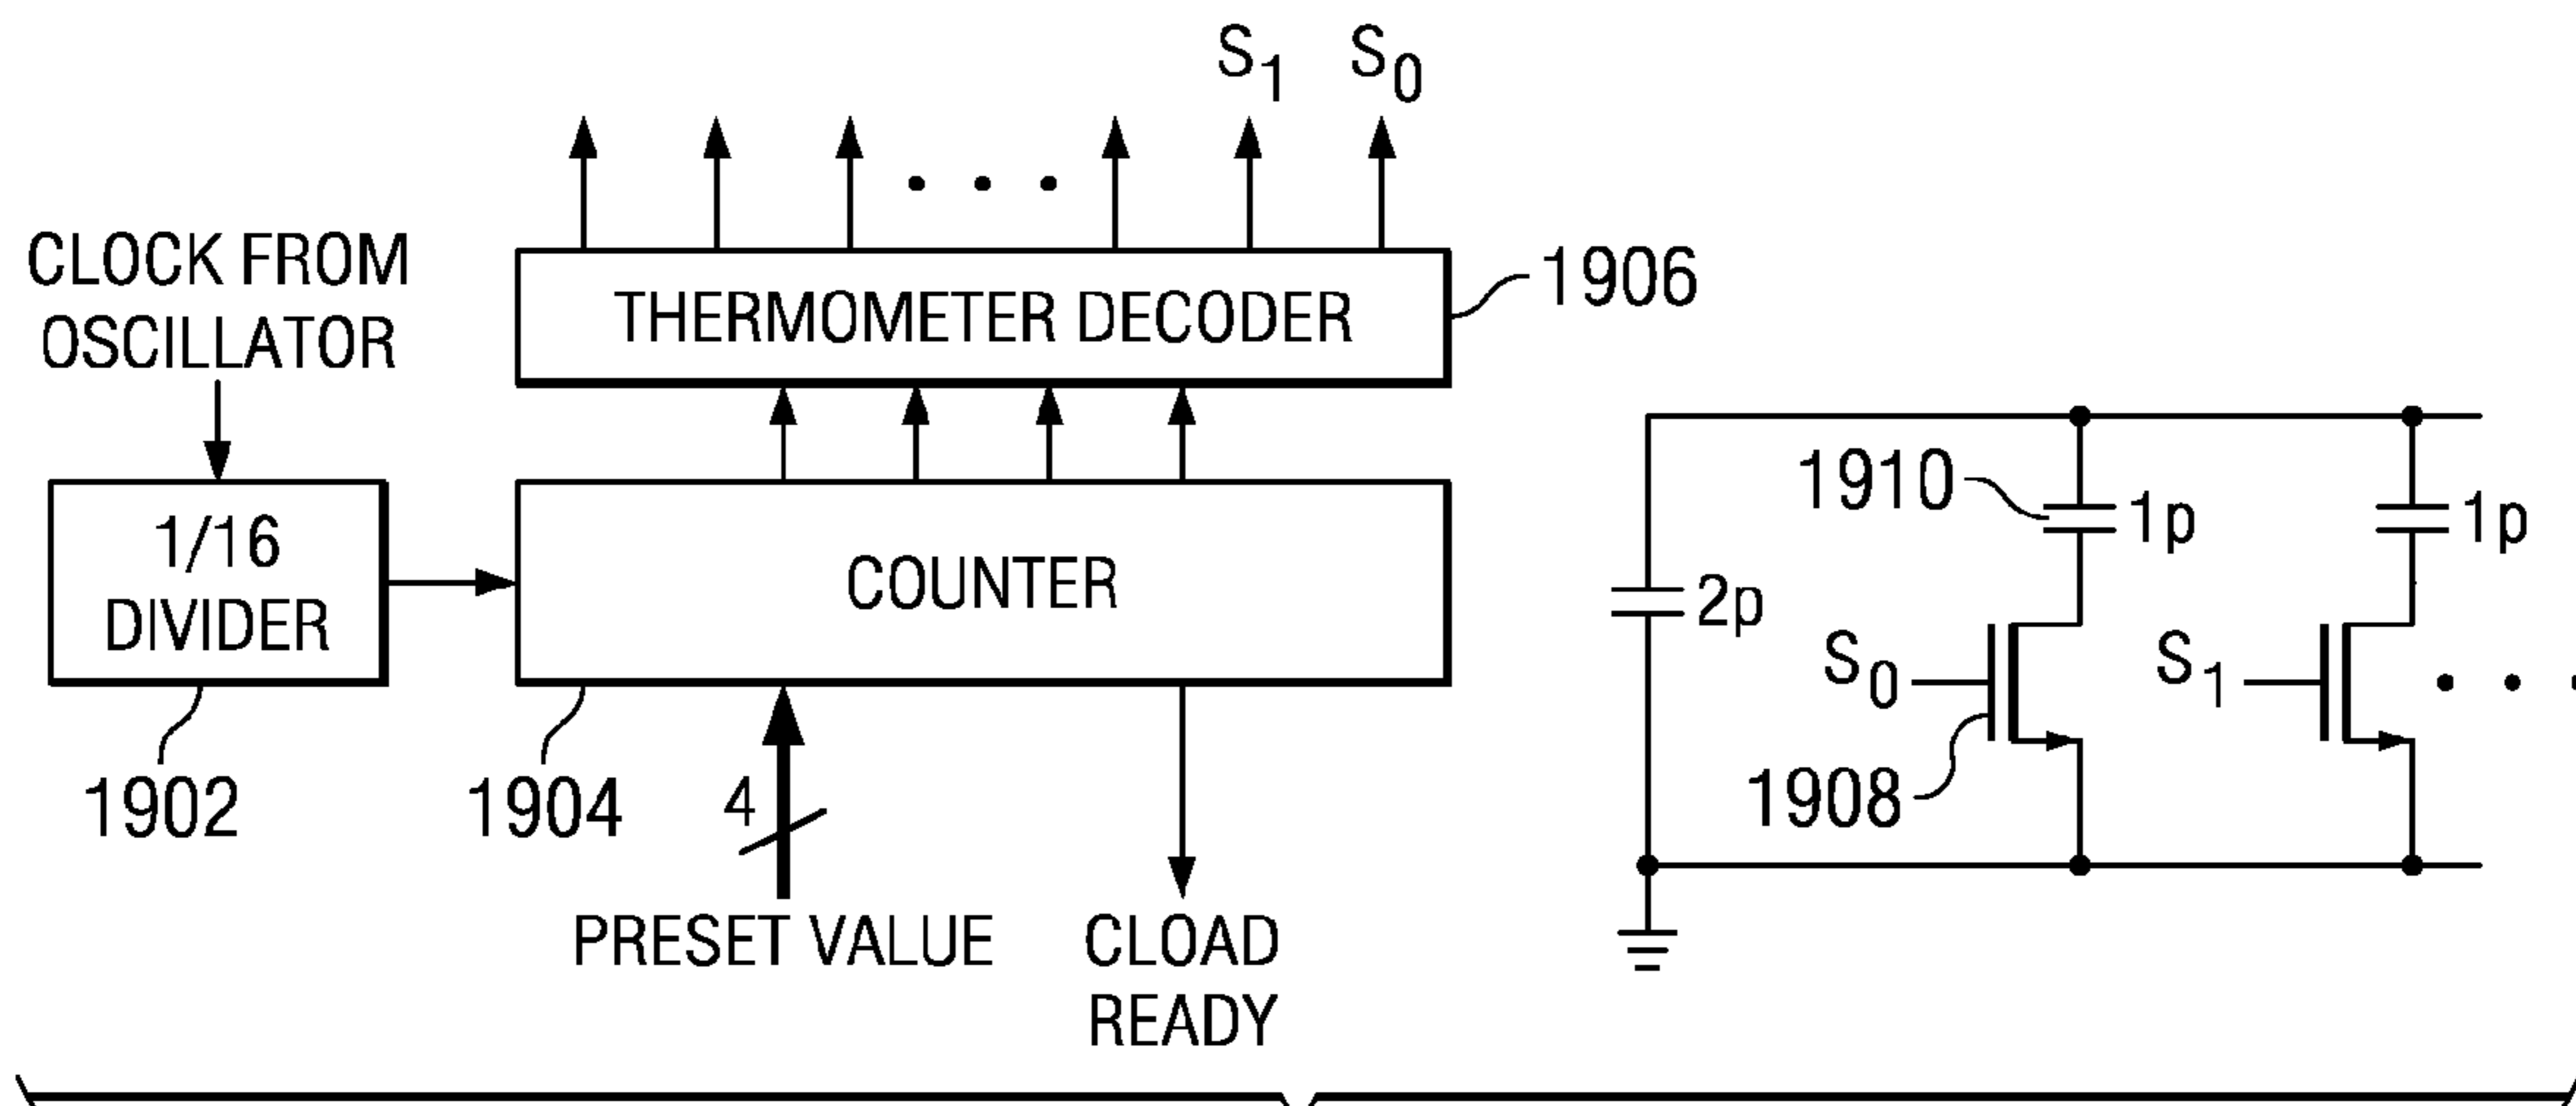 S1 S0
CLOCK FROM
OSCILLATOR
THERMOMETER DECODER
1906
1/16
DIVIDER
COUNTER
1902
1904
4
PRESET VALUE
CLOAD
READY
1910
1p
1p
2p
S0
S1
1908